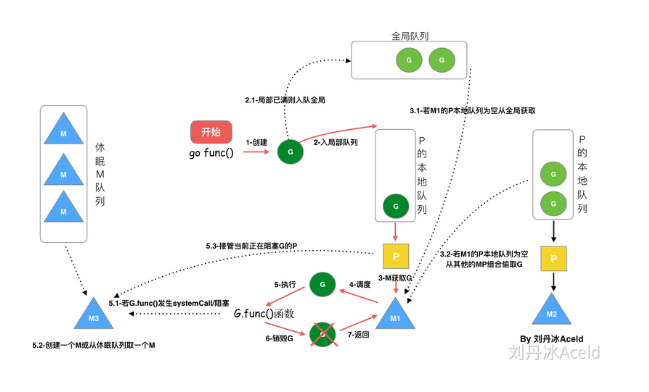 全局队列
G G
2.1-局部已满则入队全局
3.1-若M1的P本地队列为空从全局获取
开始
go func()
1-创建
G
2-入局部队列
休眠M队列
M
M
M
P的本地队列
G
P
3-M获取G
P的本地队列
G
G
P
M2
5.3-接管当前正在阻塞G的P
3.2-若M1的P本地队列为空
从其他的MP组合偷取G
5-执行
G
4-调度
M1
5.1-若G.func()发生systemCall/阻塞
G.func()函数
M3
6-销毁G
G
7-返回
5.2-创建一个M或从休眠队列取一个M
By 刘丹冰Aceld
刘丹冰Aceld